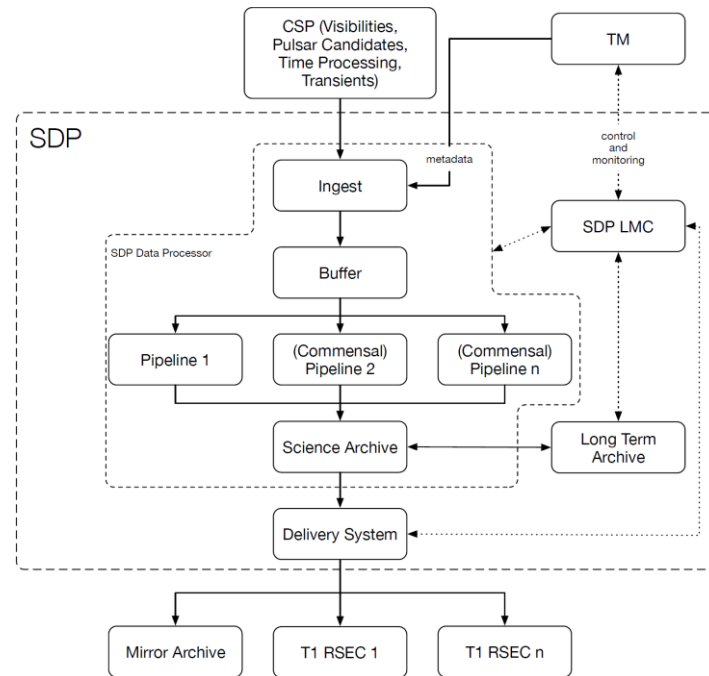 CSP (Visibilities,
Pulsar Candidates,
Time Processing,
Transients)
TM
SDP
control
and
monitoring
metadata
Ingest
SDP LMC
SDP Data Processor
Buffer
Pipeline 1
(Commensal)
Pipeline 2
(Commensal)
Pipeline n
Science Archive
Long Term
Archive
Delivery System
Mirror Archive
T1 RSEC 1
T1 RSEC n